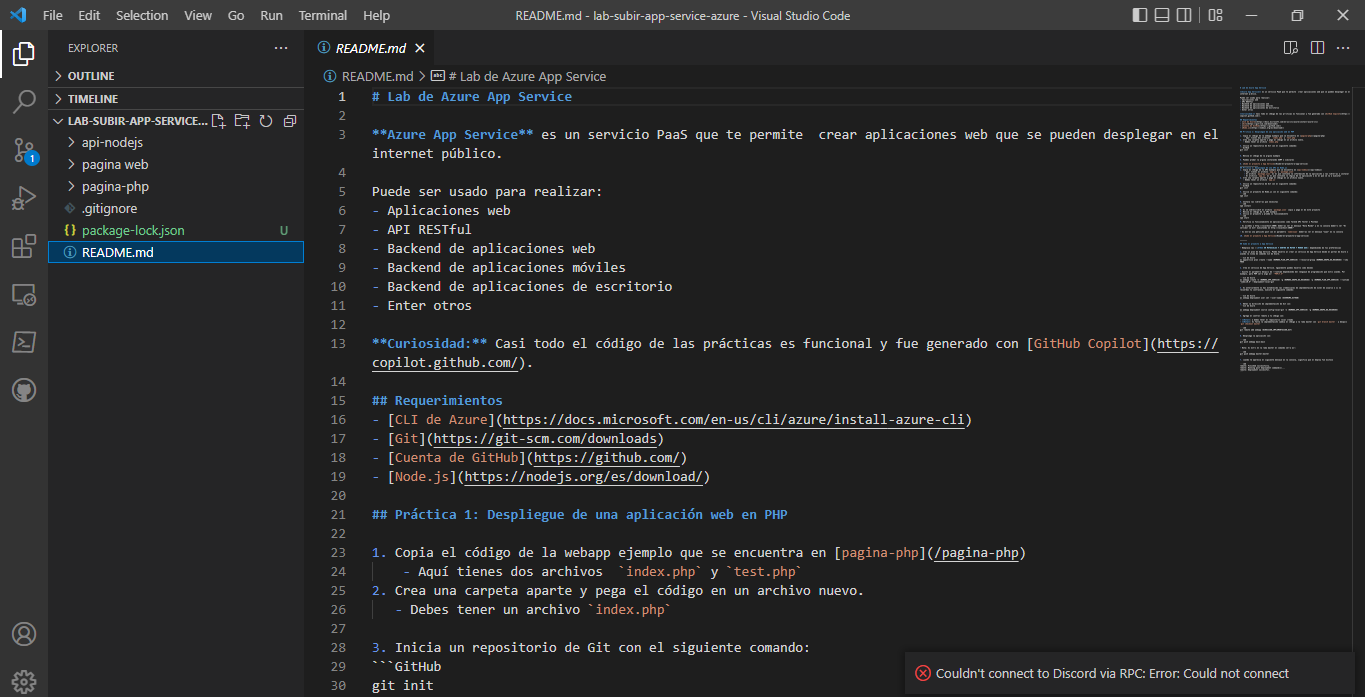 File Edit Selection View Go Run Terminal Help README.md - lab-subir-app-service-azure - Visual Studio Code
EXPLORER
OUTLINE
TIMELINE
LAB-SUBIR-APP-SERVICE...
api-nodejs
pagina web
pagina-php
.gitignore
package-lock.json U
README.md
1
README.md
README.md > # Lab de Azure App Service
1 # Lab de Azure App Service
2
3 **Azure App Service** es un servicio PaaS que te permite  crear aplicaciones web que se pueden desplegar en el
internet público.
4
5 Puede ser usado para realizar:
6 - Aplicaciones web
7 - API RESTful
8 - Backend de aplicaciones web
9 - Backend de aplicaciones móviles
10 - Backend de aplicaciones de escritorio
11 - Enter otros
12
13 **Curiosidad:** Casi todo el código de las prácticas es funcional y fue generado con [GitHub Copilot](https://
copilot.github.com/).
14
15 ## Requerimientos
16 - [CLI de Azure](https://docs.microsoft.com/en-us/cli/azure/install-azure-cli)
17 - [Git](https://git-scm.com/downloads)
18 - [Cuenta de GitHub](https://github.com/)
19 - [Node.js](https://nodejs.org/es/download/)
20
21 ## Práctica 1: Despliegue de una aplicación web en PHP
22
23 1. Copia el código de la webapp ejemplo que se encuentra en [pagina-php](/pagina-php)
24 - Aquí tienes dos archivos  `index.php` y `test.php`
25 2. Crea una carpeta aparte y pega el código en un archivo nuevo.
26 - Debes tener un archivo `index.php`
27
28 3. Inicia un repositorio de Git con el siguiente comando:
29 ```GitHub
30 git init
Couldn't connect to Discord via RPC: Error: Could not connect